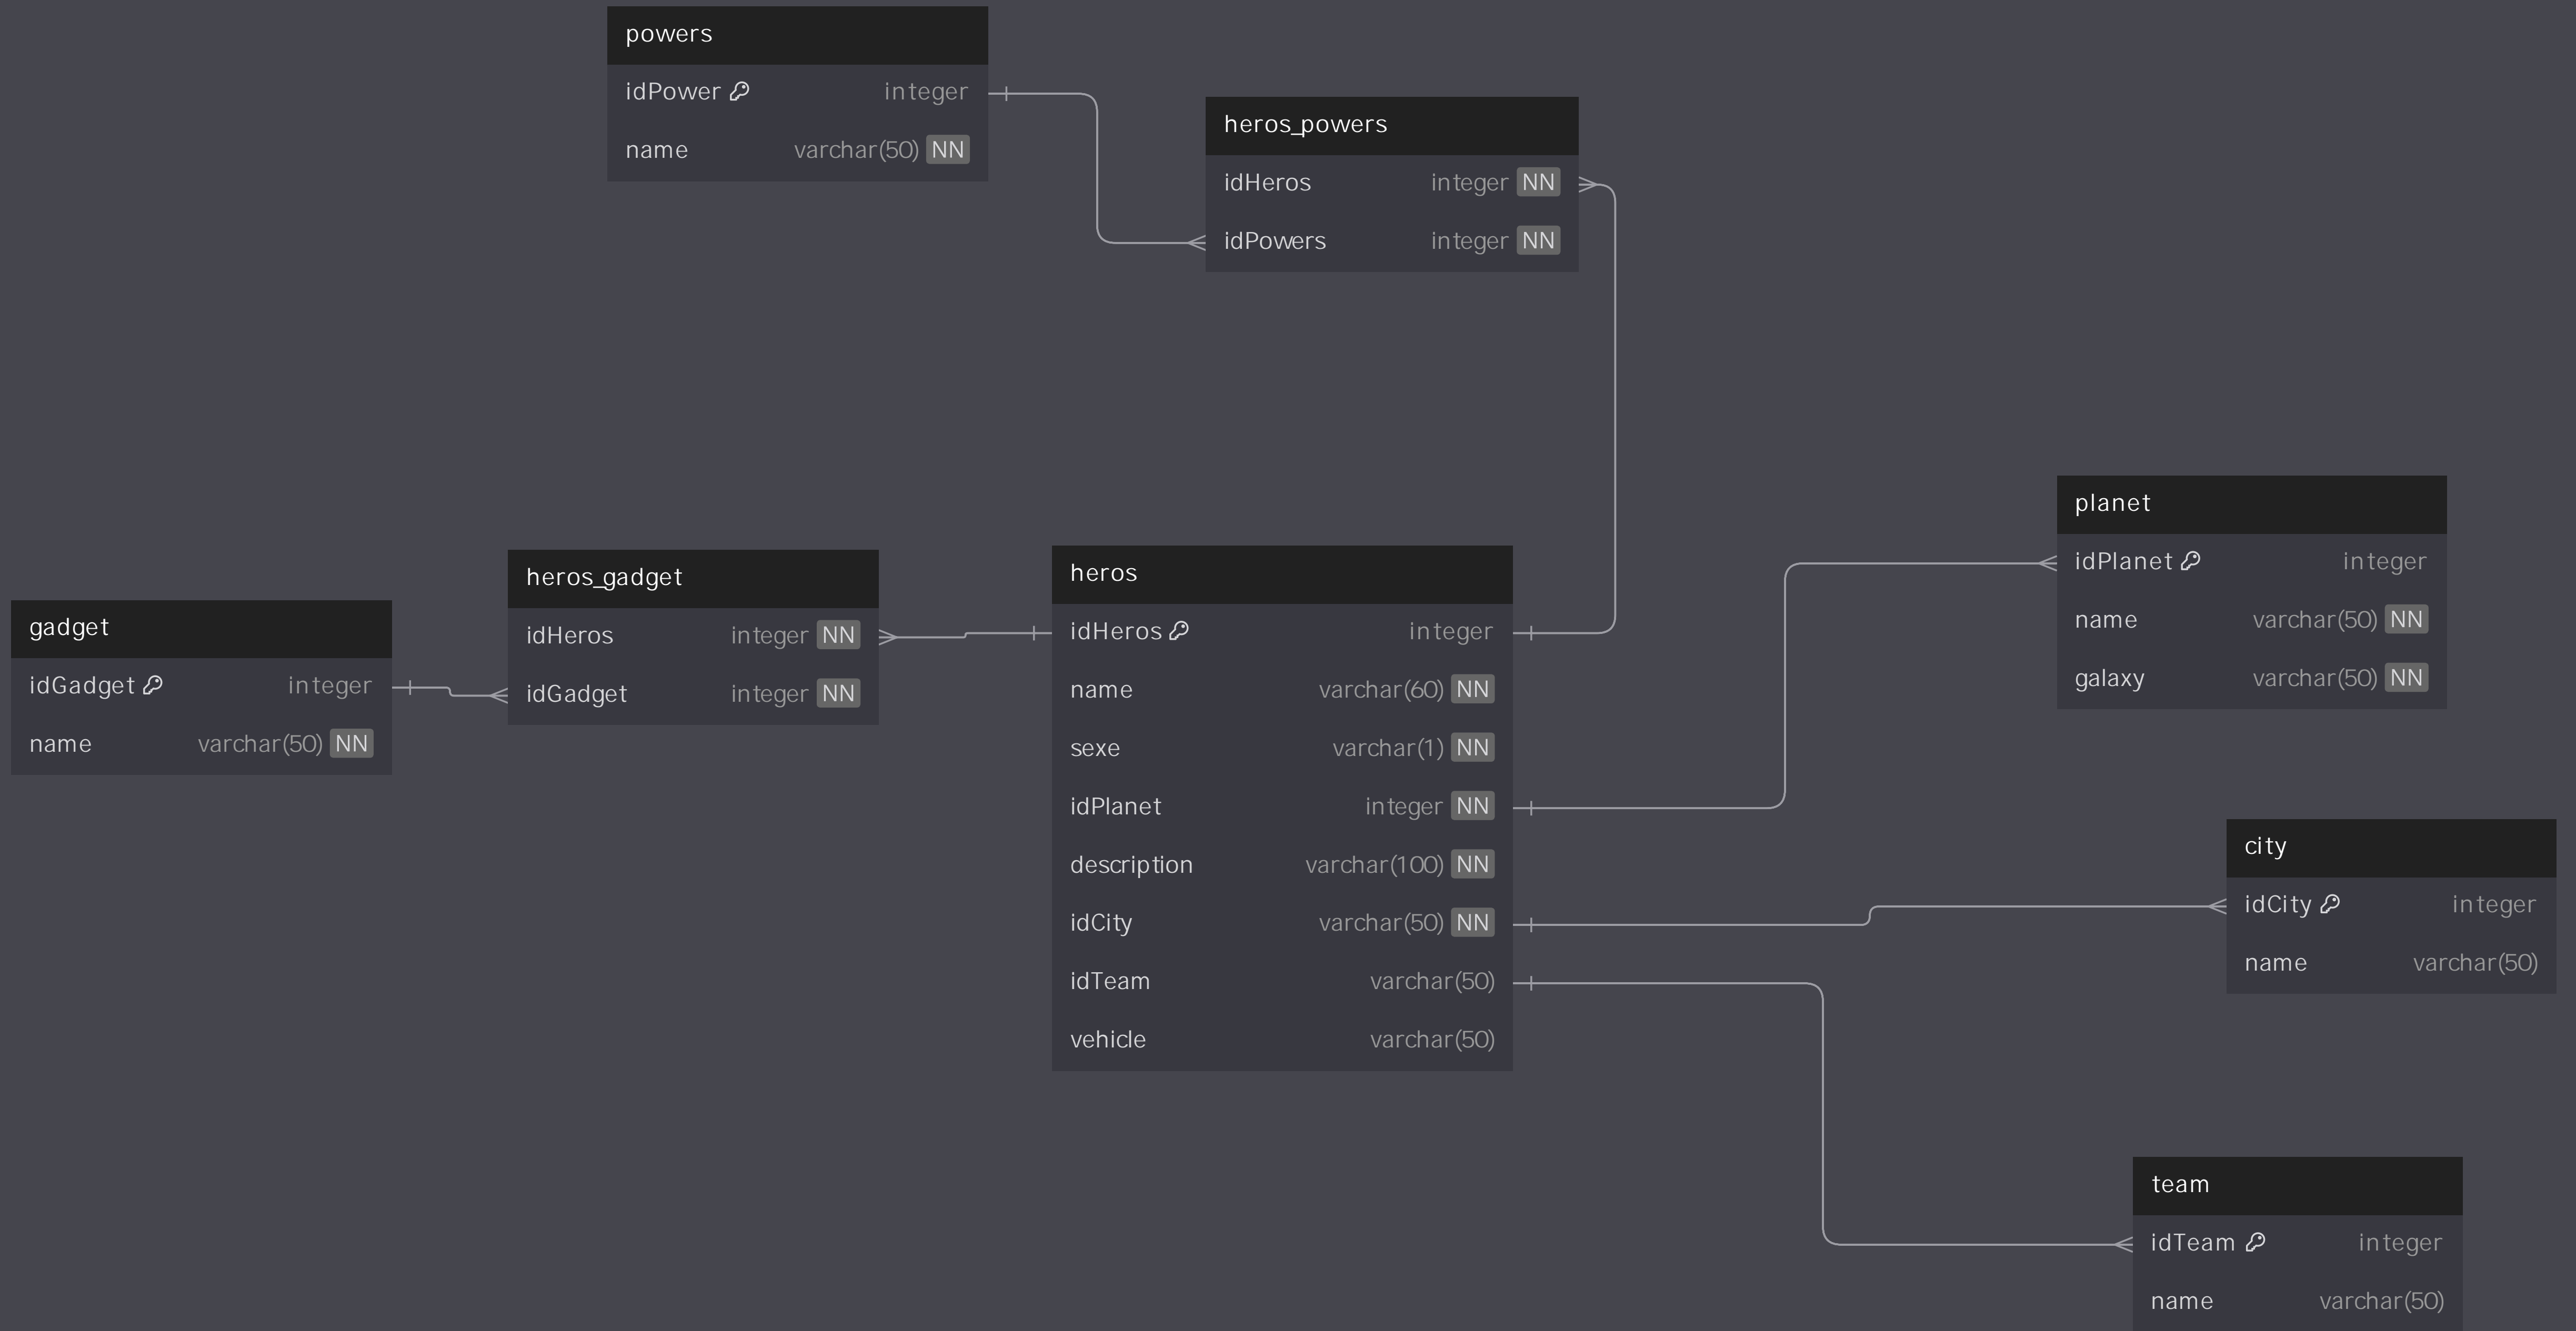 powers
idPower integer
name varchar(50) NN
heros_powers
idHeros integer NN
idPowers integer NN
gadget
idGadget integer
name varchar(50) NN
heros_gadget
idHeros integer NN
idGadget integer NN
heros
idHeros integer
name varchar(60) NN
sexe varchar(1) NN
idPlanet integer NN
description varchar(100) NN
idCity varchar(50) NN
idTeam varchar(50)
vehicle varchar(50)
planet
idPlanet integer
name varchar(50) NN
galaxy varchar(50) NN
city
idCity integer
name varchar(50)
team
idTeam integer
name varchar(50)